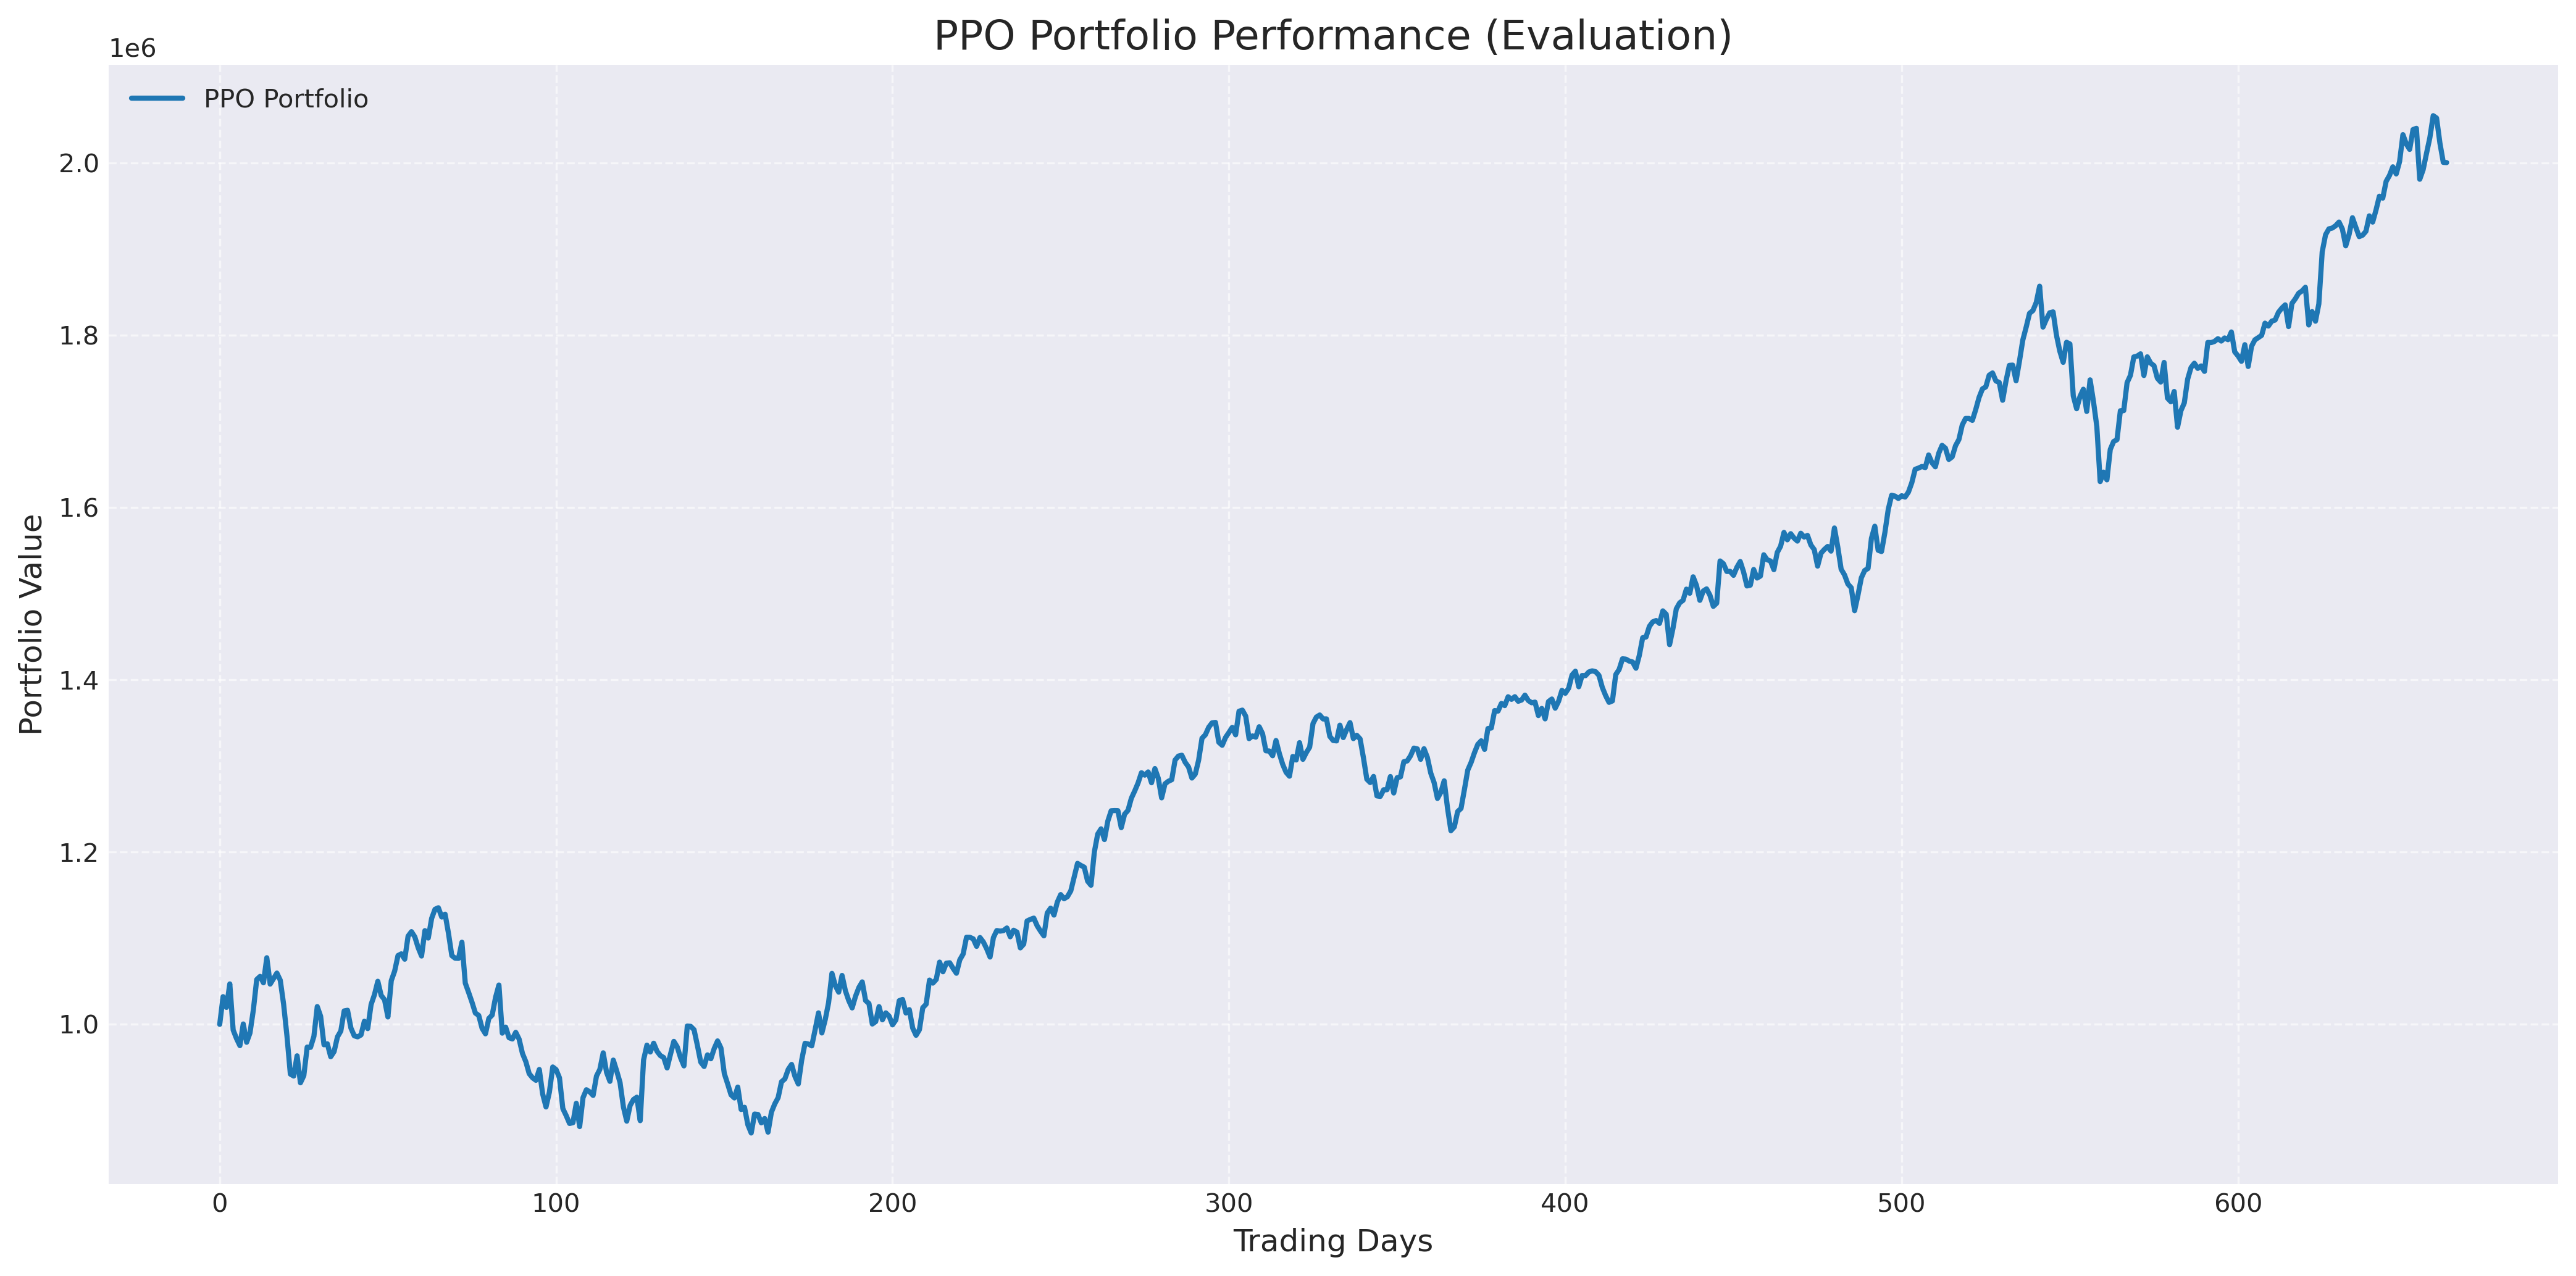 PPO Portfolio Performance (Evaluation)
1e6
PPO Portfolio
2.0
1.8
1.6
1.4
1.2
1.0
Portfolio Value
0 100 200 300 400 500 600
Trading Days